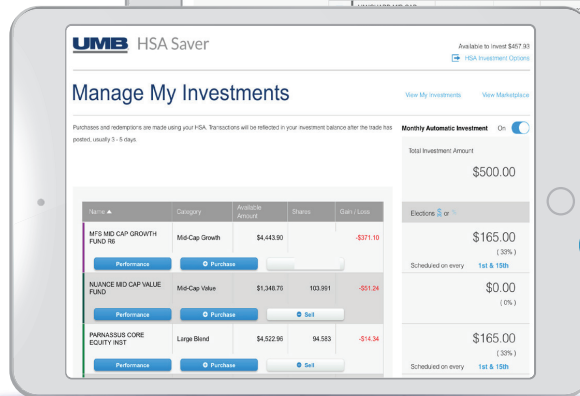 VANGUARD MID CAP
UMB HSA Saver
Available to Invest $457.93
HSA Investment Options
Manage My Investments
View My Investments View Marketplace
Purchases and redemptions are made using your HSA. Transactions will be reflected in your investment balance after the trade has
posted, usually 3 - 5 days.
Monthly Automatic Investment On
Total Investment Amount
$500.00
Name Category Available Amount Shares Gain / Loss
Elections or
MFS MID CAP GROWTH
FUND R6
Mid-Cap Growth $4,443.90 -$371.10
$165.00
(33%)
Performance Purchase
Scheduled on every 1st & 15th
NUANCE MID CAP VALUE
FUND
Mid-Cap Value $1,348.76 103.991 -$51.24
$0.00
(0%)
Performance Purchase Sell
PARNASSUS CORE
EQUITY INST
Large Blend $4,522.96 94.583 -$14.34
$165.00
(33%)
Performance Purchase Sell
Scheduled on every 1st & 15th